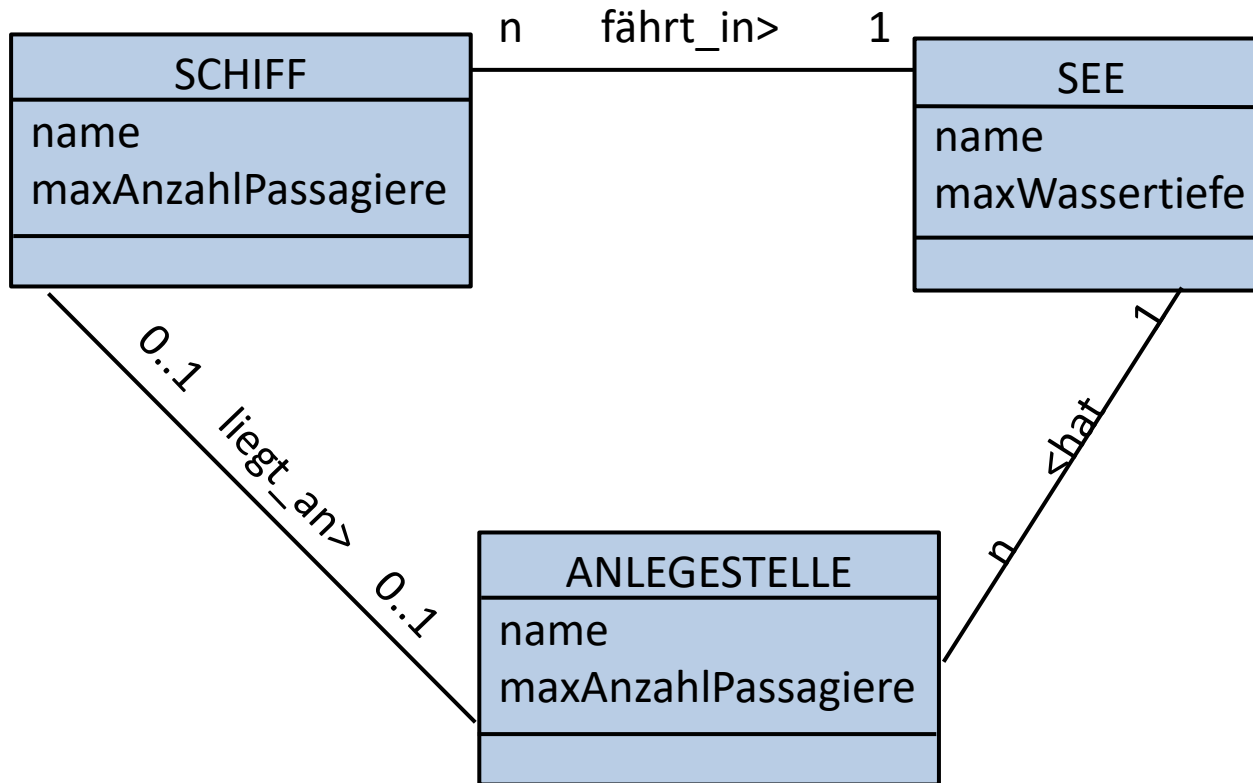 n fährt_in> 1
SCHIFF
name
maxAnzahlPassagiere
SEE
name
maxWassertiefe
0..1 liegt_an> 0..1
1 <hat n
ANLEGESTELLE
name
maxAnzahlPassagiere